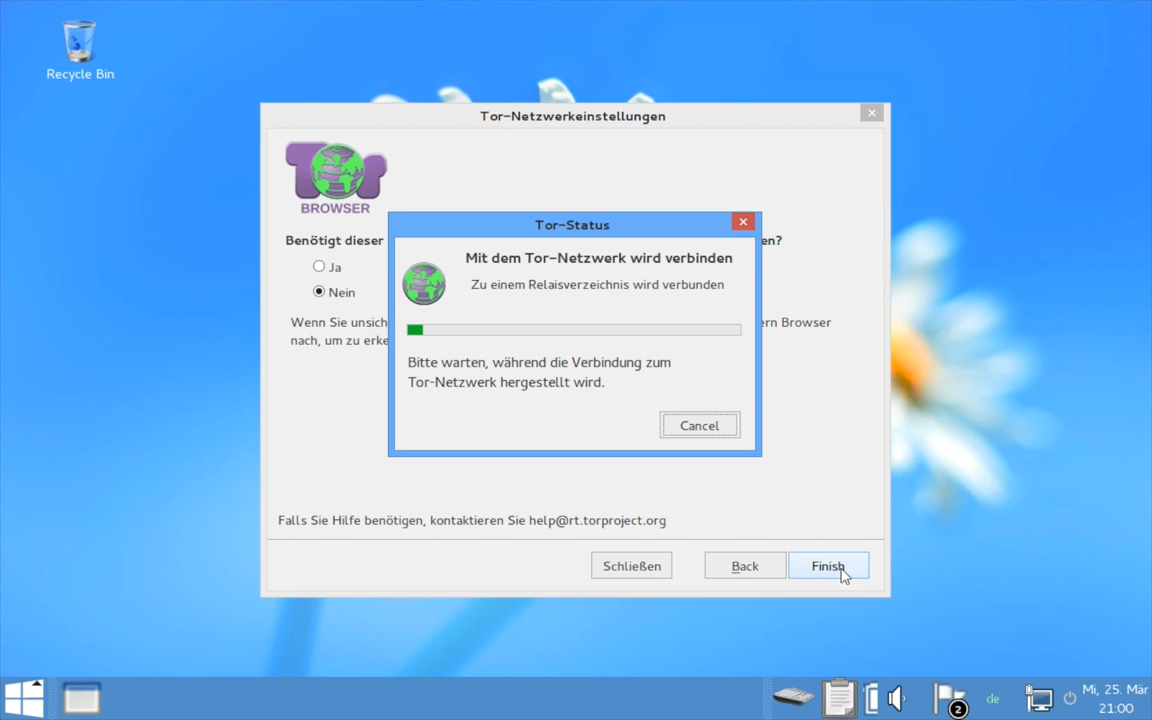 Recycle Bin
Tor-Netzwerkeinstellungen
Tor
BROWSER
Benötigt dieser
en?
Ja
Nein
Wenn Sie unsich
ern Browser
nach, um zu erke
Tor-Status
Mit dem Tor-Netzwerk wird verbinden
Zu einem Relaisverzeichnis wird verbunden
Bitte warten, während die Verbindung zum
Tor-Netzwerk hergestellt wird.
Cancel
Falls Sie Hilfe benötigen, kontaktieren Sie help@rt.torproject.org
Schließen
Back
Finish
2
de
Mi, 25. Mär
21:00